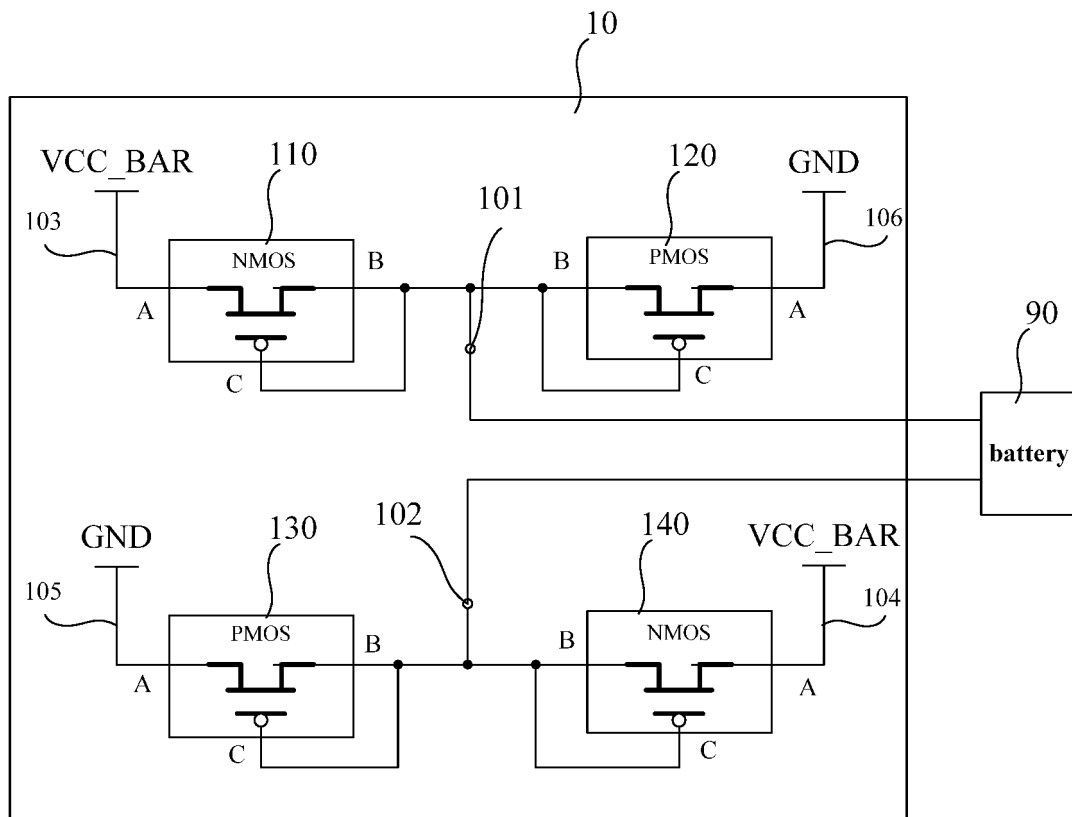 10
VCC_BAR
110
120
GND
103
101
106
NMOS
PMOS
B
B
A
A
C
C
90
battery
GND
130
102
140
VCC_BAR
105
104
PMOS
NMOS
B
B
A
A
C
C